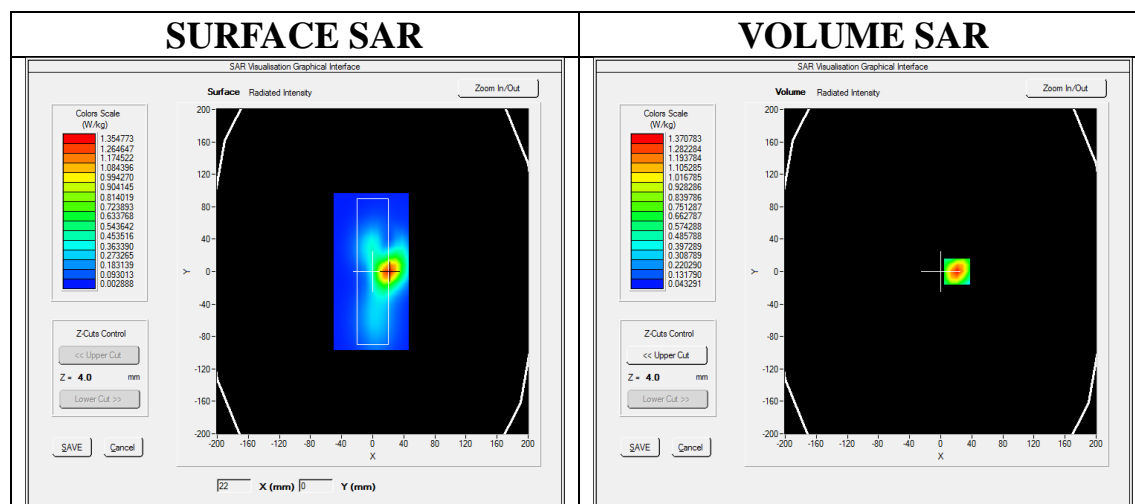 SURFACE SAR
VOLUME SAR
SAR Visualisation Graphical Interface
Surface Radiated Intensity
Zoom In/Out
Colors Scale
(W/kg)
1.354773
1.264647
1.174522
1.084396
0.994270
0.904145
0.814019
0.723893
0.633768
0.543642
0.453516
0.363390
0.273265
0.183139
0.093013
0.002888
Z-Cuts Control
<< Upper Cut
Z = 4.0 mm
Lower Cut >>
SAVE
Cancel
200
160
120
80
40
0
-40
-80
-120
-160
-200
Y
-200 -160 -120 -80 -40 0 40 80 120 160 200
X
22 X (mm) 0 Y (mm)
SAR Visualisation Graphical Interface
Volume Radiated Intensity
Zoom In/Out
Colors Scale
(W/kg)
1.370783
1.282284
1.193784
1.105285
1.016785
0.928286
0.839786
0.751287
0.662787
0.574288
0.485788
0.397289
0.308789
0.220290
0.131790
0.043291
Z-Cuts Control
<< Upper Cut
Z = 4.0 mm
Lower Cut >>
SAVE
Cancel
200
160
120
80
40
0
-40
-80
-120
-160
-200
Y
-200 -160 -120 -80 -40 0 40 80 120 160 200
X